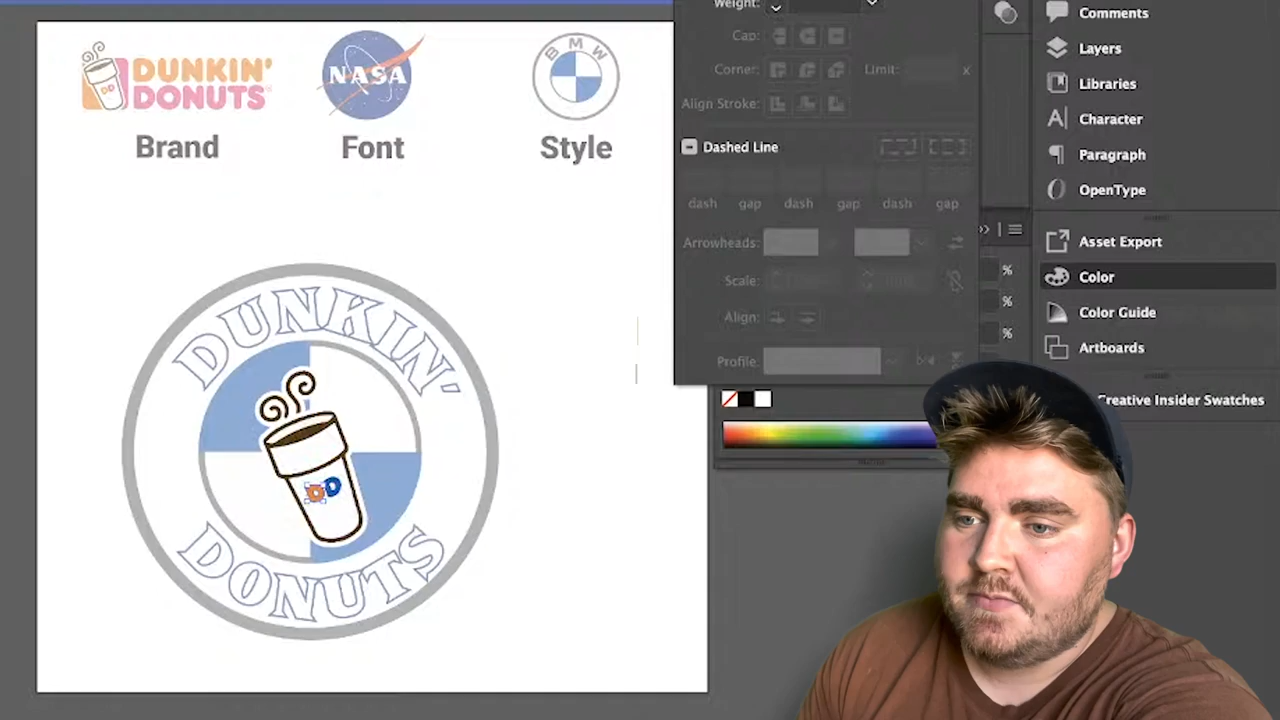 DUNKIN'
DONUTS
DD
Brand
NASA
Font
BMW
Style
DUNKIN'
DD
DONUTS
Weight:
Cap:
Corner:
Limit:
x
Align Stroke:
Dashed Line
dash gap dash gap dash gap
Arrowheads:
Scale:
Align:
Profile:
%
%
%
Comments
Layers
Libraries
Character
Paragraph
OpenType
Asset Export
Color
Color Guide
Artboards
Creative Insider Swatches